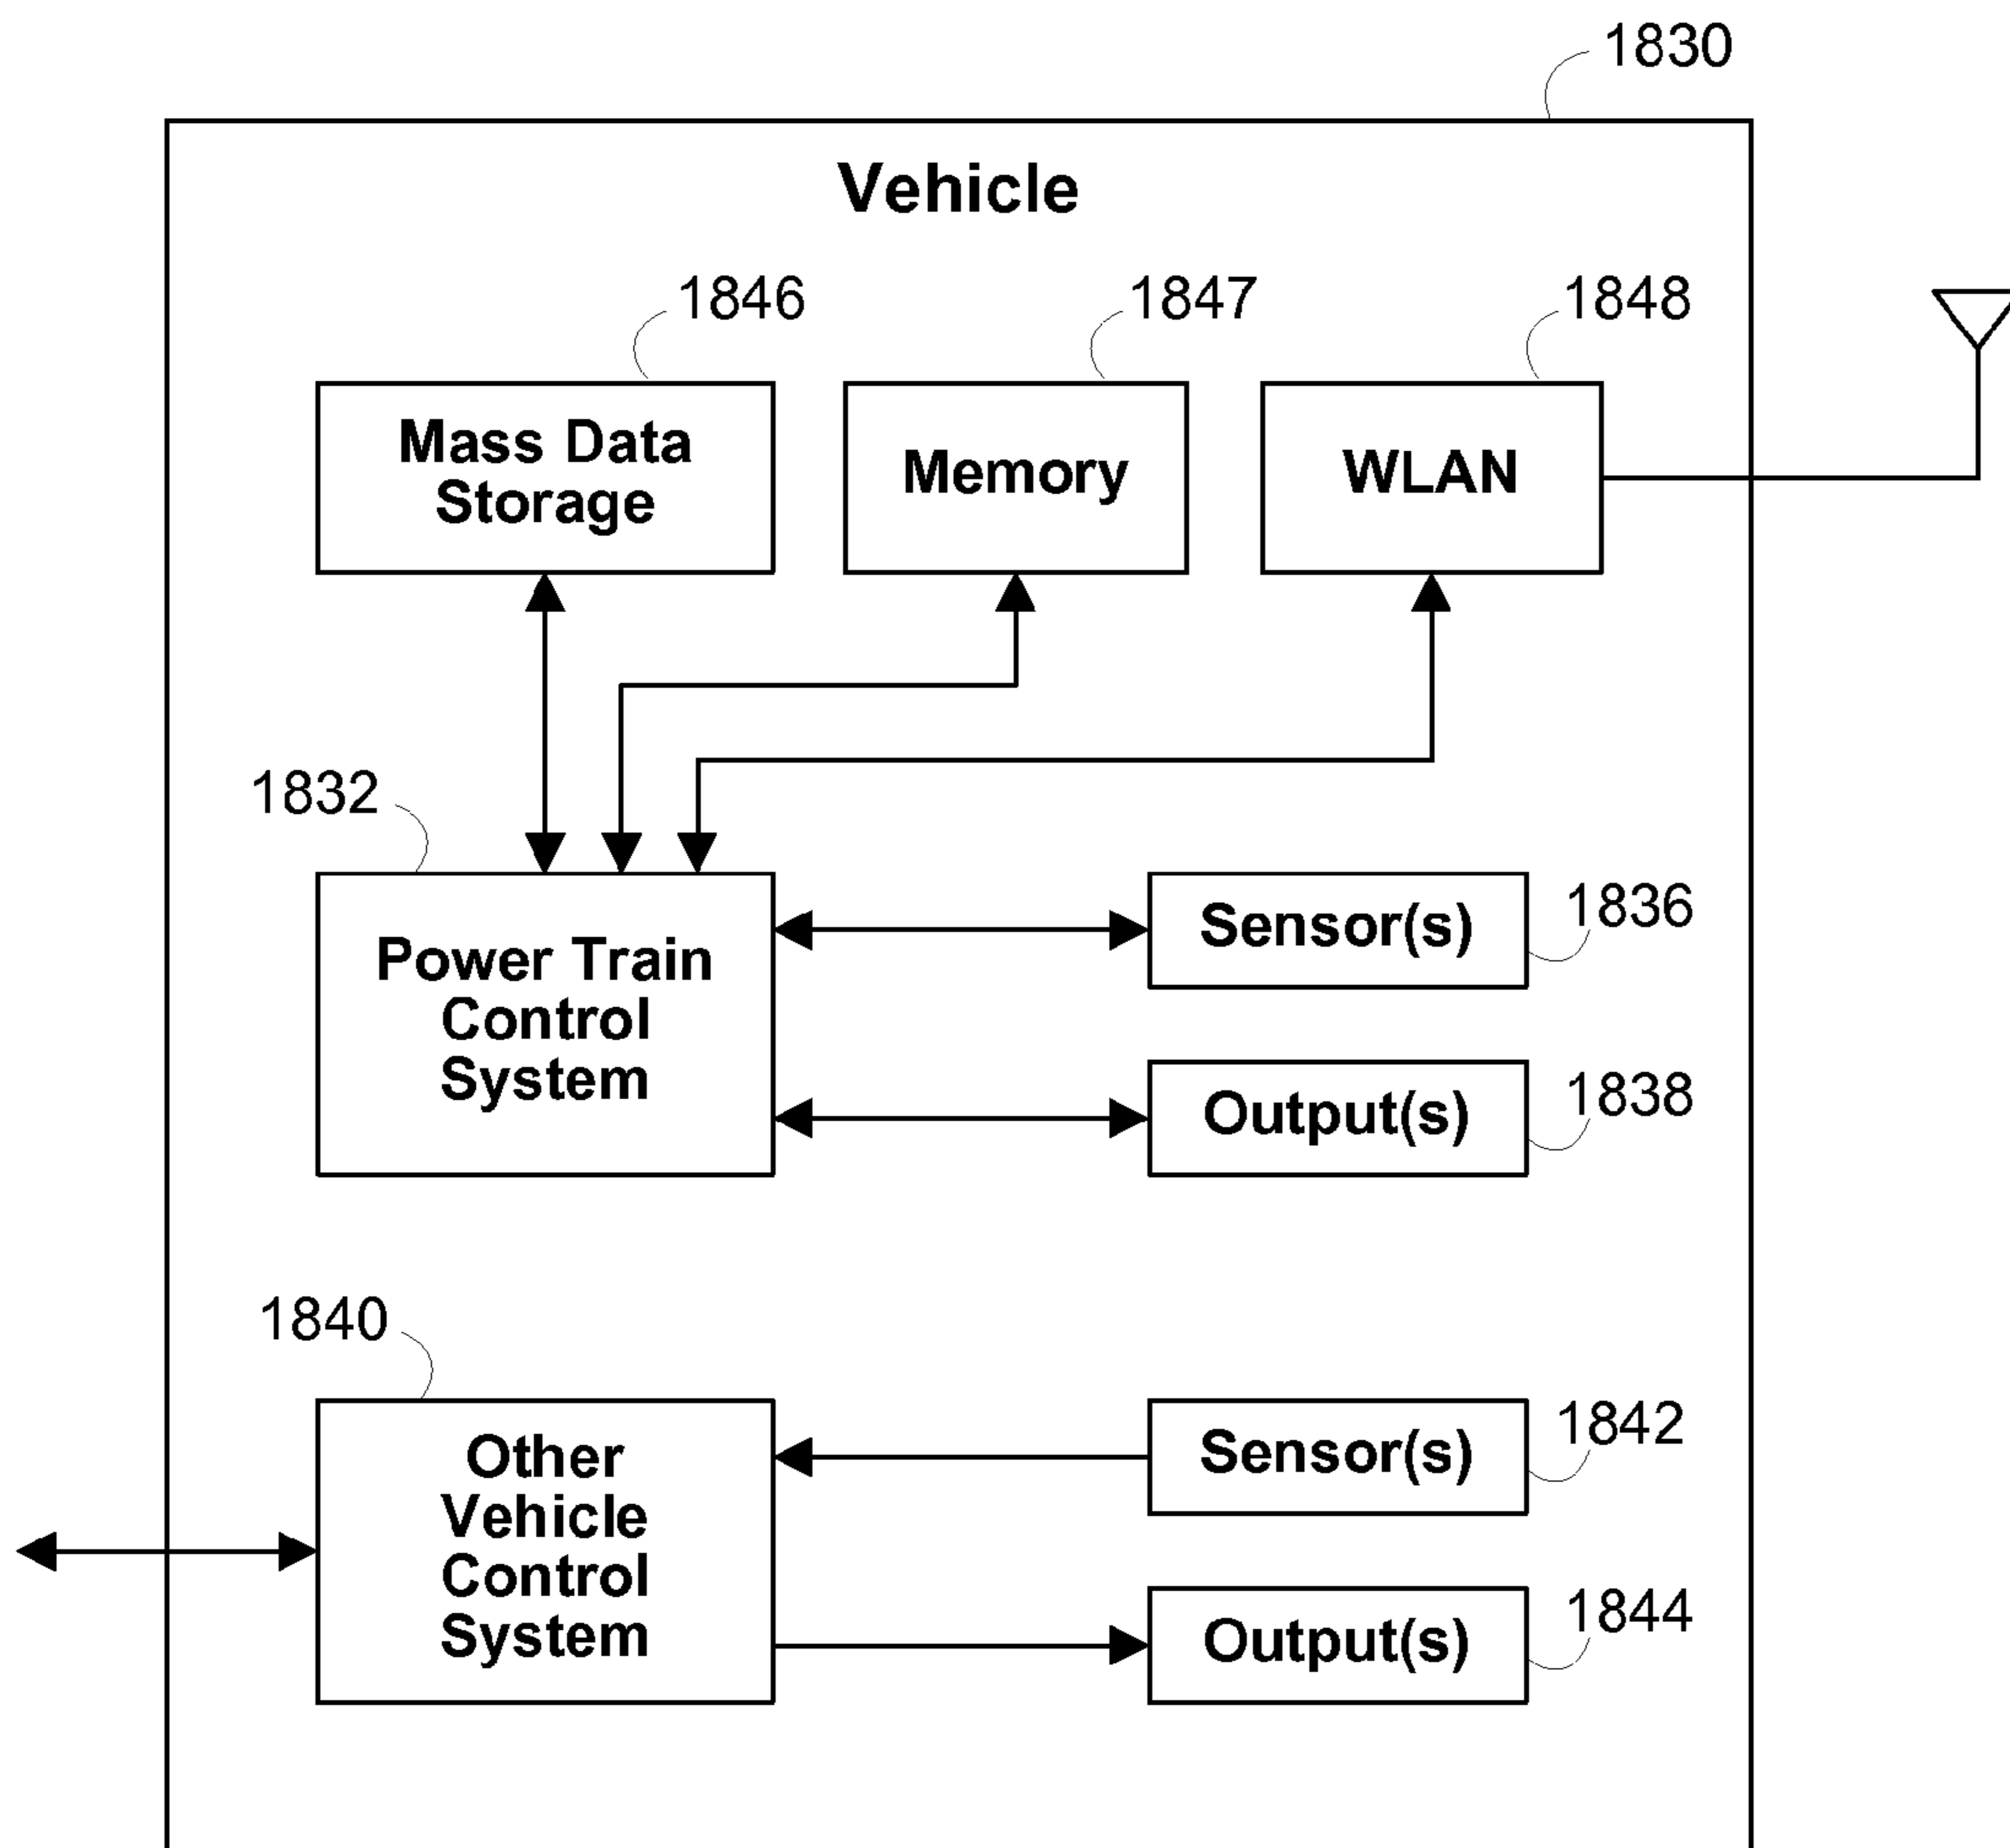 1830
Vehicle
1846
1847
1848
Mass Data
Storage
Memory
WLAN
1832
Power Train
Control
System
Sensor(s)
1836
Output(s)
1838
1840
Other
Vehicle
Control
System
Sensor(s)
1842
Output(s)
1844